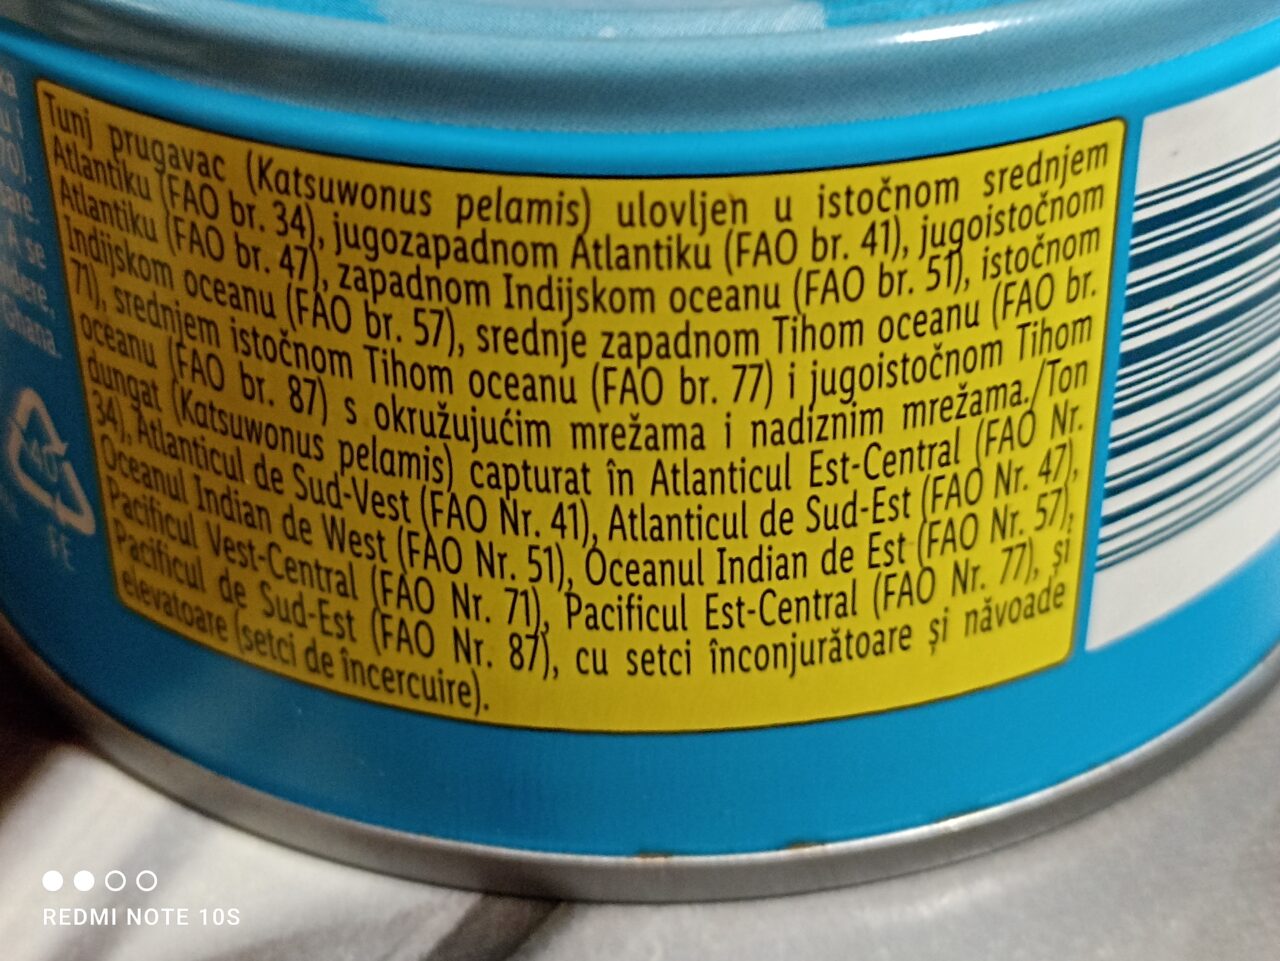 Tunj prugavac (Katsuwonus pelamis) ulovljen u istočnom srednjem
Atlantiku (FAO br. 34), jugozapadnom Atlantiku (FAO br. 41), jugoistočnom
Atlantiku (FAO br. 47), zapadnom Indijskom oceanu (FAO br. 51), istočnom
Indijskom oceanu (FAO br. 57), srednje zapadnom Tihom oceanu (FAO br.
71), srednjem istočnom Tihom oceanu (FAO br. 77) i jugoistočnom Tihom
oceanu (FAO br. 87) s okružujućim mrežama i nadiznim mrežama./Ton
dungat (Katsuwonus pelamis) capturat în Atlanticul Est-Central (FAO Nr.
34), Atlanticul de Sud-Vest (FAO Nr. 41), Atlanticul de Sud-Est (FAO Nr. 47),
Oceanul Indian de West (FAO Nr. 51), Oceanul Indian de Est (FAO Nr. 57),
Pacificul Vest-Central (FAO Nr. 71), Pacificul Est-Central (FAO Nr. 77), și
Pacificul de Sud-Est (FAO Nr. 87), cu setci înconjurătoare și năvoade
elevatoare (setci de încercuire).
40
FE
REDMI NOTE 10S